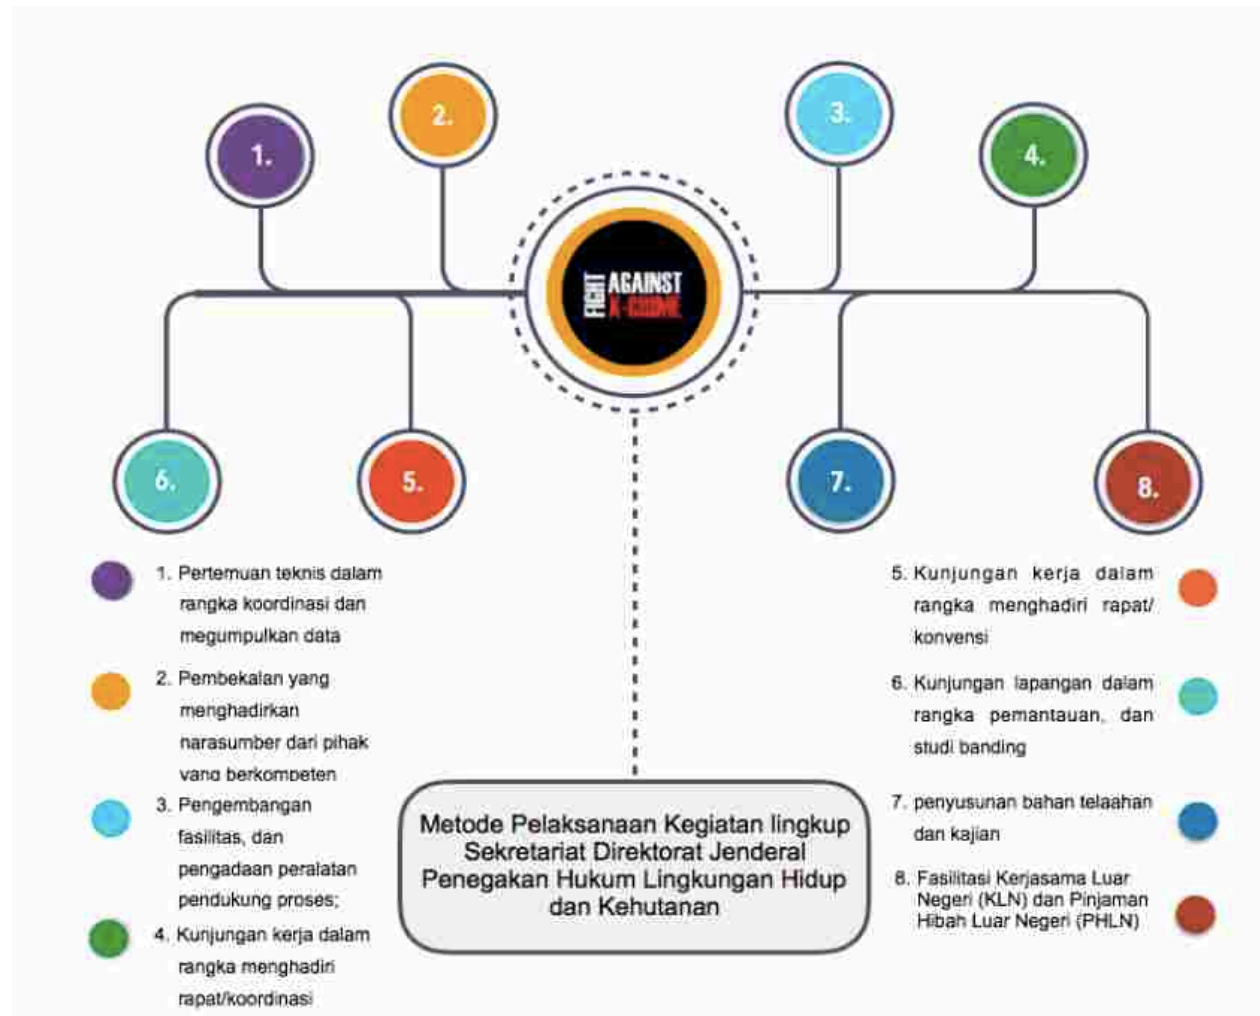 1.
2.
3.
4.
FIGHT
AGAINST
X-CRIME
6.
5.
7.
8.
1. Pertemuan teknis dalam
rangka koordinasi dan
megumpulkan data
2. Pembekalan yang
menghadirkan
narasumber dari pihak
yang berkompeten
3. Pengembangan
fasilitas, dan
pengadaan peralatan
pendukung proses;
4. Kunjungan kerja dalam
rangka menghadiri
rapat/koordinasi
Metode Pelaksanaan Kegiatan lingkup
Sekretariat Direktorat Jenderal
Penegakan Hukum Lingkungan Hidup
dan Kehutanan
5. Kunjungan kerja dalam
rangka menghadiri rapat/
konvensi
6. Kunjungan lapangan dalam
rangka pemantauan, dan
studi banding
7. penyusunan bahan telaahan
dan kajian
8. Fasilitasi Kerjasama Luar
Negeri (KLN) dan Pinjaman
Hibah Luar Negeri (PHLN)